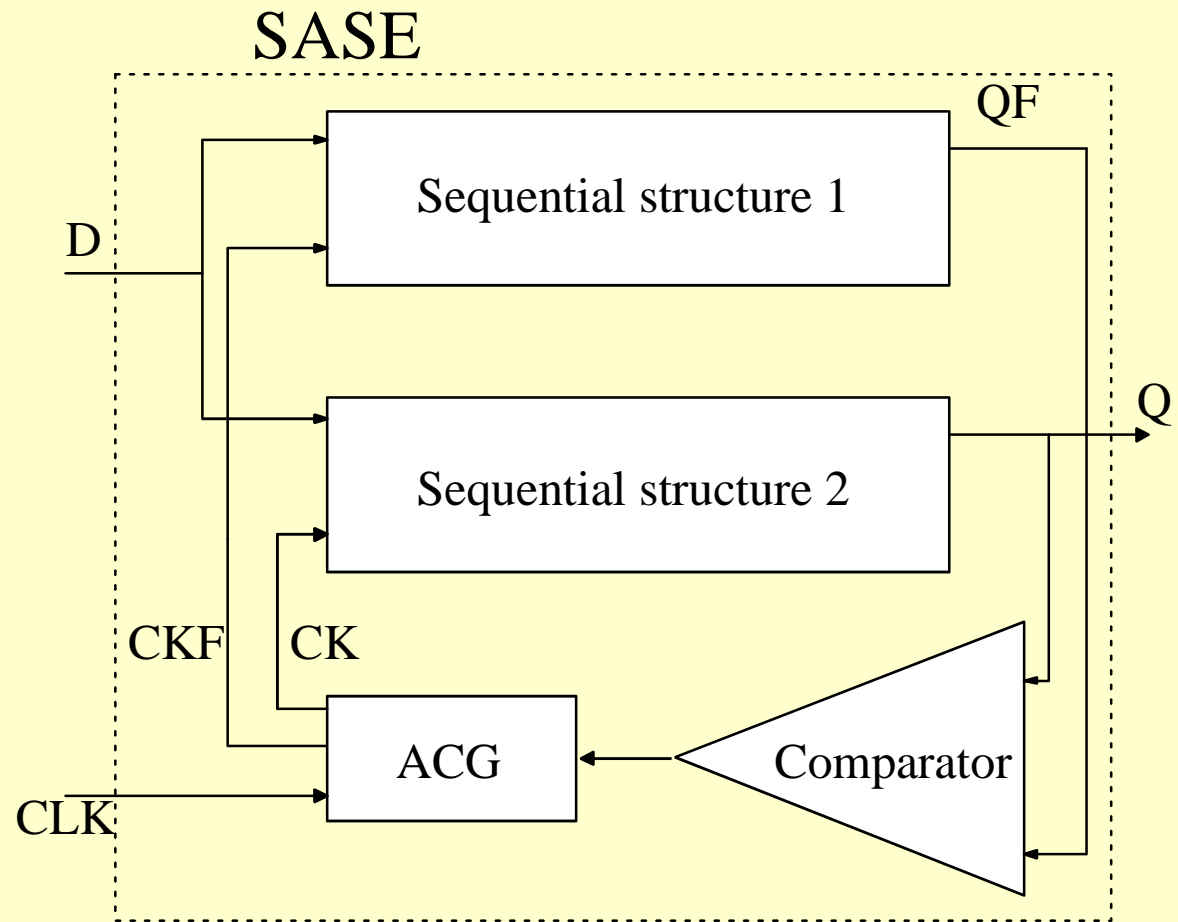 SASE
QF
Sequential structure 1
D
Q
Sequential structure 2
CKF
CK
ACG
Comparator
CLK